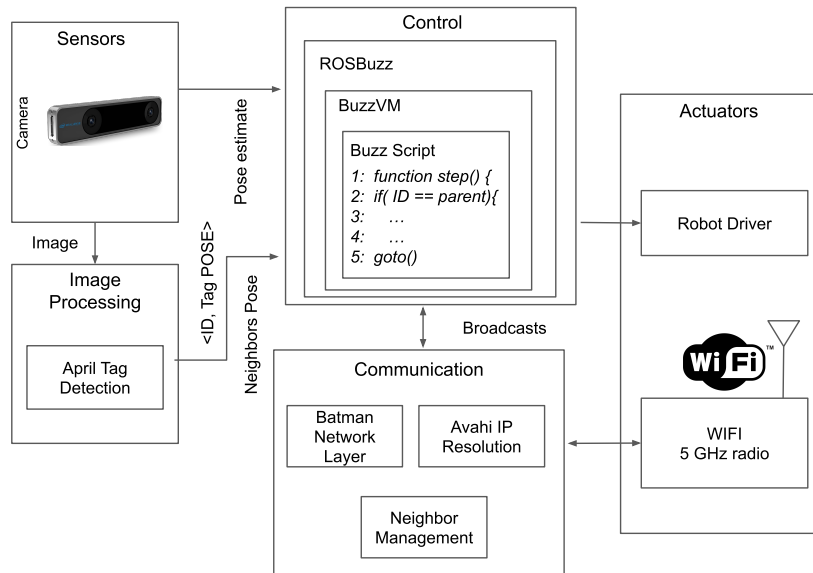 Sensors
Camera
Image
Image
Processing
April Tag
Detection
Pose estimate
<ID, Tag POSE>
Neighbors Pose
Control
ROSBuzz
BuzzVM
Buzz Script
1: function step() {
2: if( ID == parent){
3: ...
4: ...
5: goto()
Broadcasts
Communication
Batman
Network
Layer
Avahi IP
Resolution
Neighbor
Management
Actuators
Robot Driver
WiFi™
WIFI
5 GHz radio